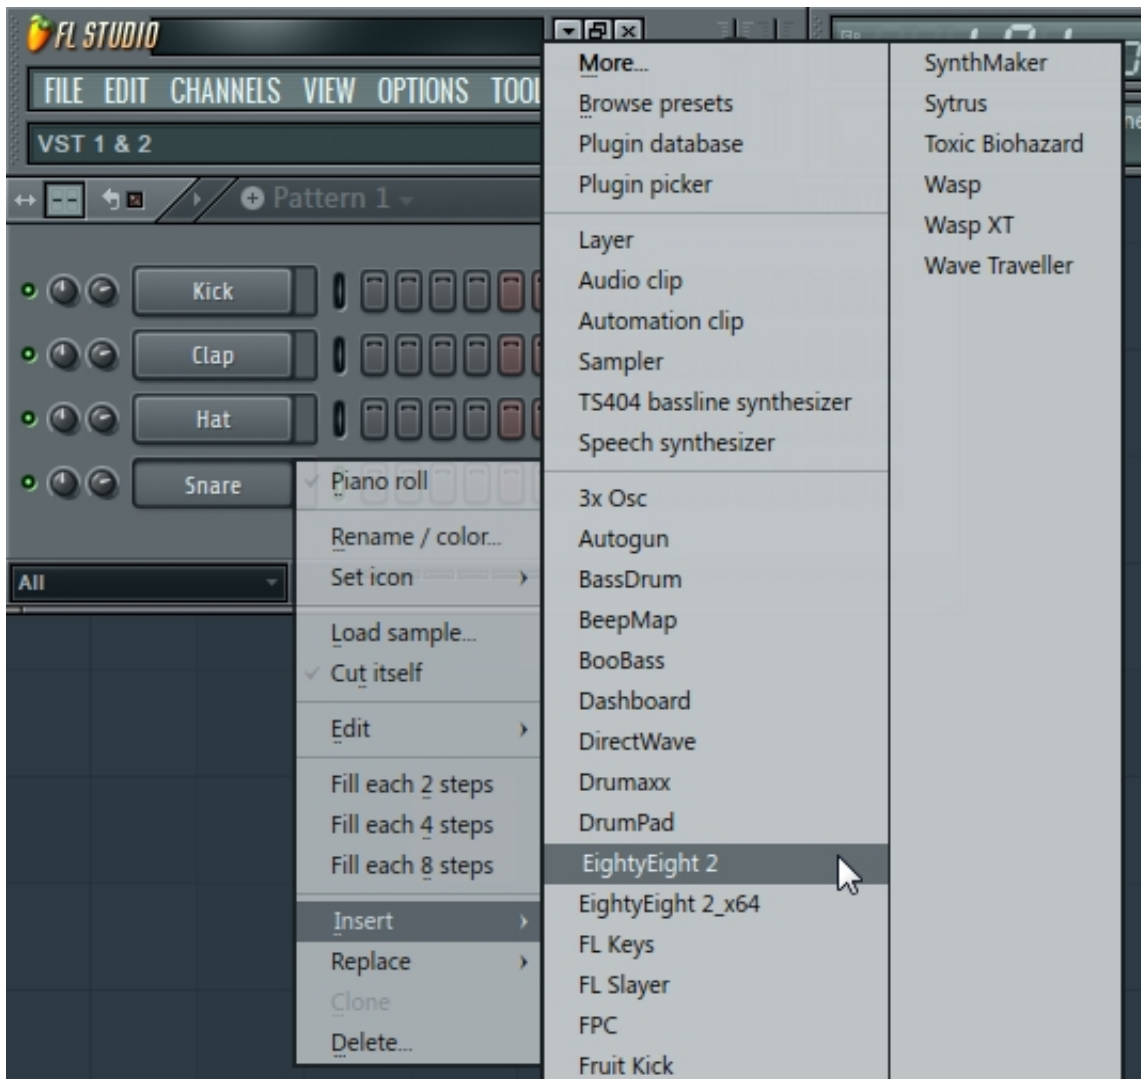 FL STUDIO
FILE EDIT CHANNELS VIEW OPTIONS
VST 1 & 2
Pattern 1
Kick
Clap
Hat
Snare
All
Piano roll
Rename / color...
Set icon
Load sample...
Cut itself
Edit
Fill each 2 steps
Fill each 4 steps
Fill each 8 steps
Insert
Replace
Clone
Delete...
More...
Browse presets
Plugin database
Plugin picker
Layer
Audio clip
Automation clip
Sampler
TS404 bassline synthesizer
Speech synthesizer
3x Osc
Autogun
BassDrum
BeepMap
BooBass
Dashboard
DirectWave
Drumaxx
DrumPad
EightyEight 2
EightyEight 2_x64
FL Keys
FL Slayer
FPC
Fruit Kick
SynthMaker
Sytrus
Toxic Biohazard
Wasp
Wasp XT
Wave Traveller